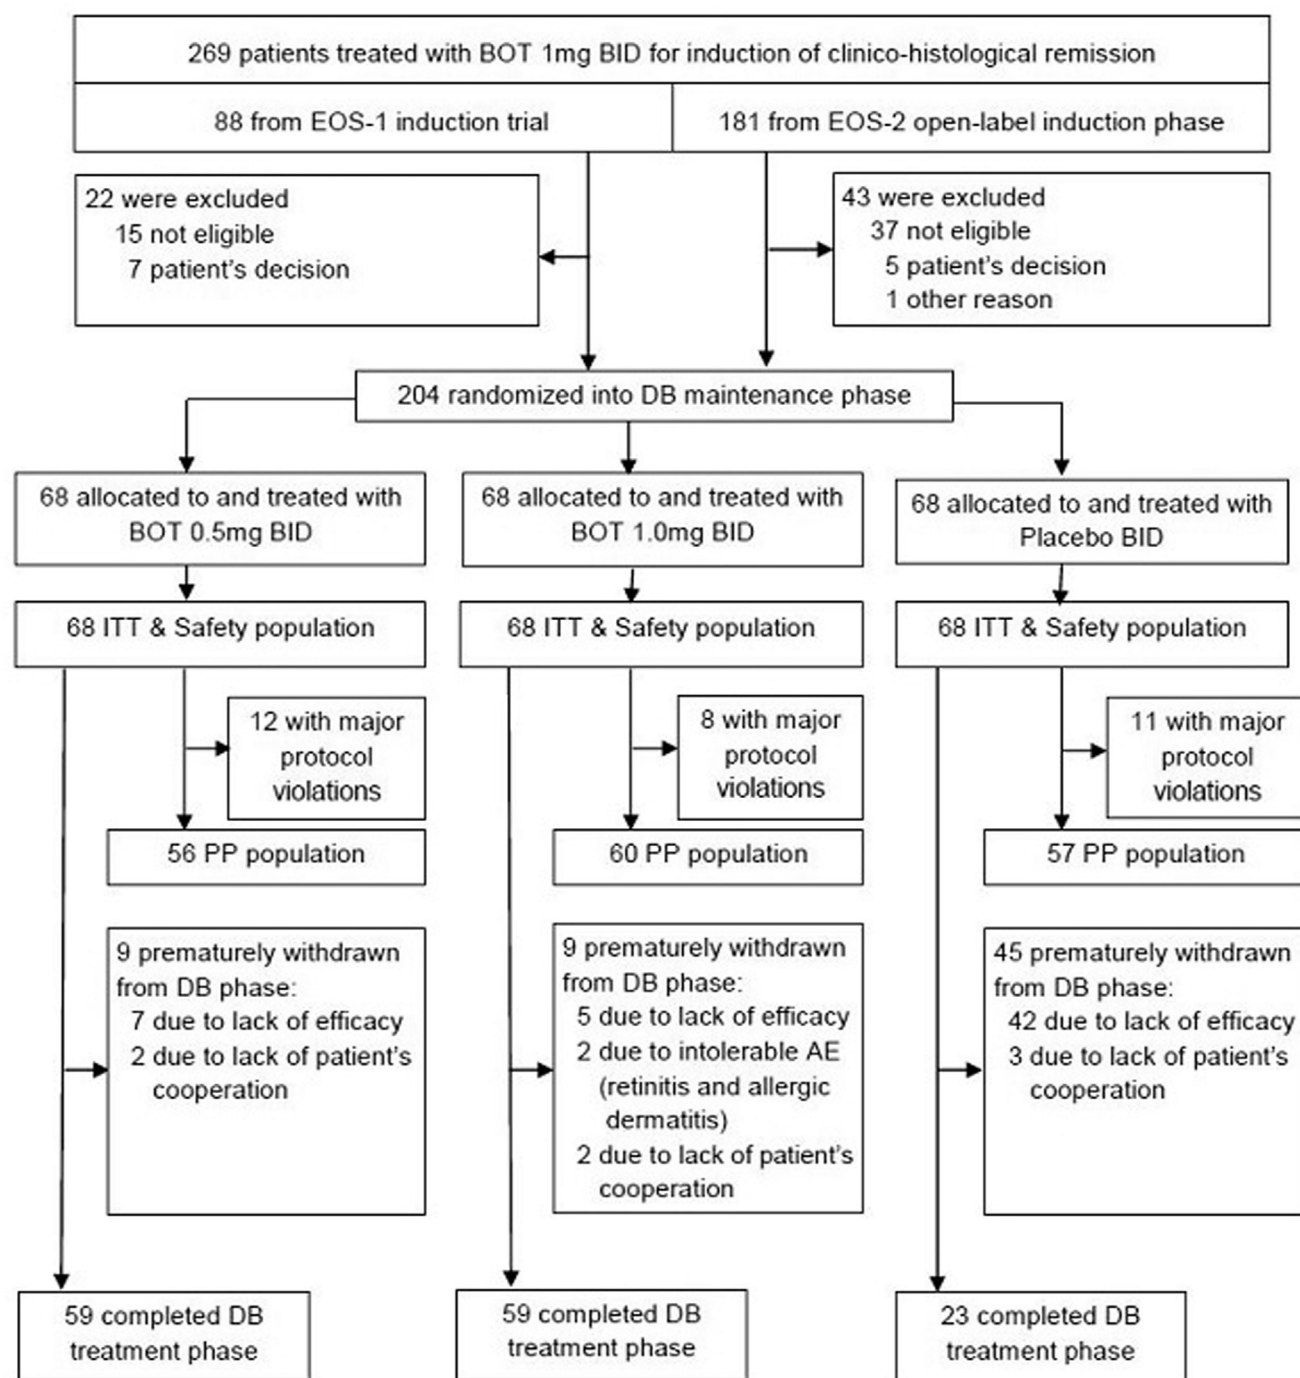 269 patients treated with BOT 1mg BID for induction of clinico-histological remission
88 from EOS-1 induction trial
181 from EOS-2 open-label induction phase
22 were excluded
15 not eligible
7 patient's decision
43 were excluded
37 not eligible
5 patient's decision
1 other reason
204 randomized into DB maintenance phase
68 allocated to and treated with
BOT 0.5mg BID
68 allocated to and treated with
BOT 1.0mg BID
68 allocated to and treated with
Placebo BID
68 ITT & Safety population
68 ITT & Safety population
68 ITT & Safety population
12 with major
protocol
violations
8 with major
protocol
violations
11 with major
protocol
violations
56 PP population
60 PP population
57 PP population
9 prematurely withdrawn
from DB phase:
7 due to lack of efficacy
2 due to lack of patient's
cooperation
9 prematurely withdrawn
from DB phase:
5 due to lack of efficacy
2 due to intolerable AE
(retinitis and allergic
dermatitis)
2 due to lack of patient's
cooperation
45 prematurely withdrawn
from DB phase:
42 due to lack of efficacy
3 due to lack of patient's
cooperation
59 completed DB
treatment phase
59 completed DB
treatment phase
23 completed DB
treatment phase